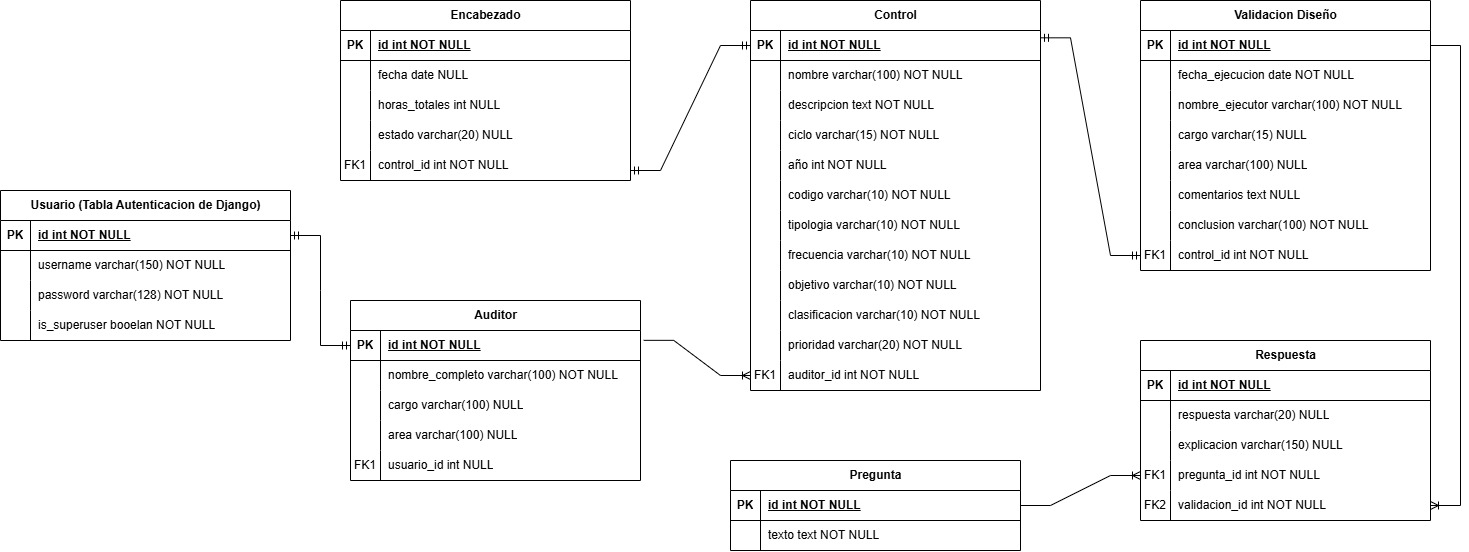 Encabezado
PK id int NOT NULL
fecha date NULL
horas_totales int NULL
estado varchar(20) NULL
FK1 control_id int NOT NULL
Control
PK id int NOT NULL
nombre varchar(100) NOT NULL
descripcion text NOT NULL
ciclo varchar(15) NOT NULL
año int NOT NULL
codigo varchar(10) NOT NULL
tipologia varchar(10) NOT NULL
frecuencia varchar(10) NOT NULL
objetivo varchar(10) NOT NULL
clasificacion varchar(10) NOT NULL
prioridad varchar(20) NOT NULL
FK1 auditor_id int NOT NULL
Validacion Diseño
PK id int NOT NULL
fecha_ejecucion date NOT NULL
nombre_ejecutor varchar(100) NOT NULL
cargo varchar(15) NULL
area varchar(100) NULL
comentarios text NULL
conclusion varchar(100) NOT NULL
FK1 control_id int NOT NULL
Usuario (Tabla Autenticacion de Django)
PK id int NOT NULL
username varchar(150) NOT NULL
password varchar(128) NOT NULL
is_superuser booelan NOT NULL
Auditor
PK id int NOT NULL
nombre_completo varchar(100) NOT NULL
cargo varchar(100) NULL
area varchar(100) NULL
FK1 usuario_id int NULL
Respuesta
PK id int NOT NULL
respuesta varchar(20) NULL
explicacion varchar(150) NULL
FK1 pregunta_id int NOT NULL
FK2 validacion_id int NOT NULL
Pregunta
PK id int NOT NULL
texto text NOT NULL